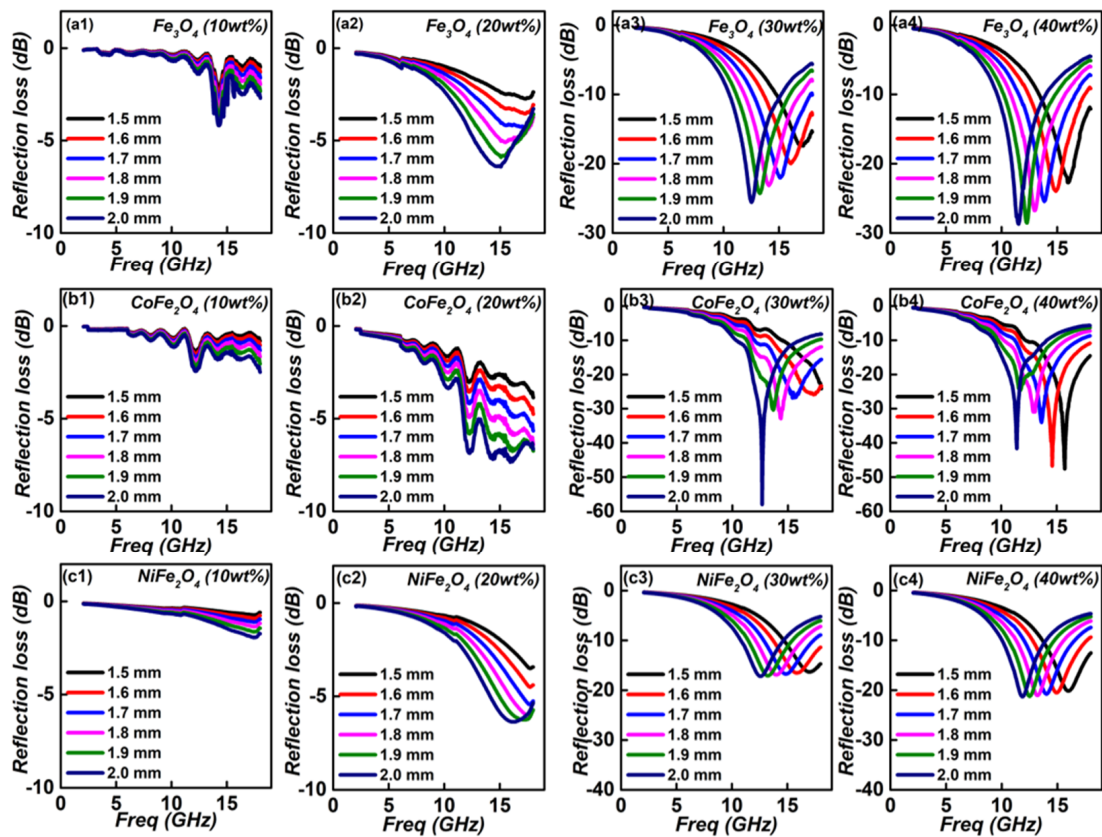 (a1) Fe3O4 (10wt%)
Reflection loss (dB)
0
-5
-10
1.5 mm
1.6 mm
1.7 mm
1.8 mm
1.9 mm
2.0 mm
0 5 10 15
Freq (GHz)
(a2) Fe3O4 (20wt%)
Reflection loss (dB)
0
-5
-10
1.5 mm
1.6 mm
1.7 mm
1.8 mm
1.9 mm
2.0 mm
0 5 10 15
Freq (GHz)
(a3) Fe3O4 (30wt%)
Reflection loss (dB)
0
-10
-20
-30
1.5 mm
1.6 mm
1.7 mm
1.8 mm
1.9 mm
2.0 mm
0 5 10 15
Freq (GHz)
(a4) Fe3O4 (40wt%)
Reflection loss (dB)
0
-10
-20
-30
1.5 mm
1.6 mm
1.7 mm
1.8 mm
1.9 mm
2.0 mm
0 5 10 15
Freq (GHz)
(b1) CoFe2O4 (10wt%)
Reflection loss (dB)
0
-5
-10
1.5 mm
1.6 mm
1.7 mm
1.8 mm
1.9 mm
2.0 mm
0 5 10 15
Freq (GHz)
(b2) CoFe2O4 (20wt%)
Reflection loss (dB)
0
-5
-10
1.5 mm
1.6 mm
1.7 mm
1.8 mm
1.9 mm
2.0 mm
0 5 10 15
Freq (GHz)
(b3) CoFe2O4 (30wt%)
Reflection loss (dB)
0
-10
-20
-30
-40
-50
-60
1.5 mm
1.6 mm
1.7 mm
1.8 mm
1.9 mm
2.0 mm
0 5 10 15
Freq (GHz)
(b4) CoFe2O4 (40wt%)
Reflection loss (dB)
0
-10
-20
-30
-40
-50
-60
1.5 mm
1.6 mm
1.7 mm
1.8 mm
1.9 mm
2.0 mm
0 5 10 15
Freq (GHz)
(c1) NiFe2O4 (10wt%)
Reflection loss (dB)
0
-5
-10
1.5 mm
1.6 mm
1.7 mm
1.8 mm
1.9 mm
2.0 mm
0 5 10 15
Freq (GHz)
(c2) NiFe2O4 (20wt%)
Reflection loss (dB)
0
-5
-10
1.5 mm
1.6 mm
1.7 mm
1.8 mm
1.9 mm
2.0 mm
0 5 10 15
Freq (GHz)
(c3) NiFe2O4 (30wt%)
Reflection loss (dB)
0
-10
-20
-30
-40
1.5 mm
1.6 mm
1.7 mm
1.8 mm
1.9 mm
2.0 mm
0 5 10 15
Freq (GHz)
(c4) NiFe2O4 (40wt%)
Reflection loss (dB)
0
-10
-20
-30
-40
1.5 mm
1.6 mm
1.7 mm
1.8 mm
1.9 mm
2.0 mm
0 5 10 15
Freq (GHz)